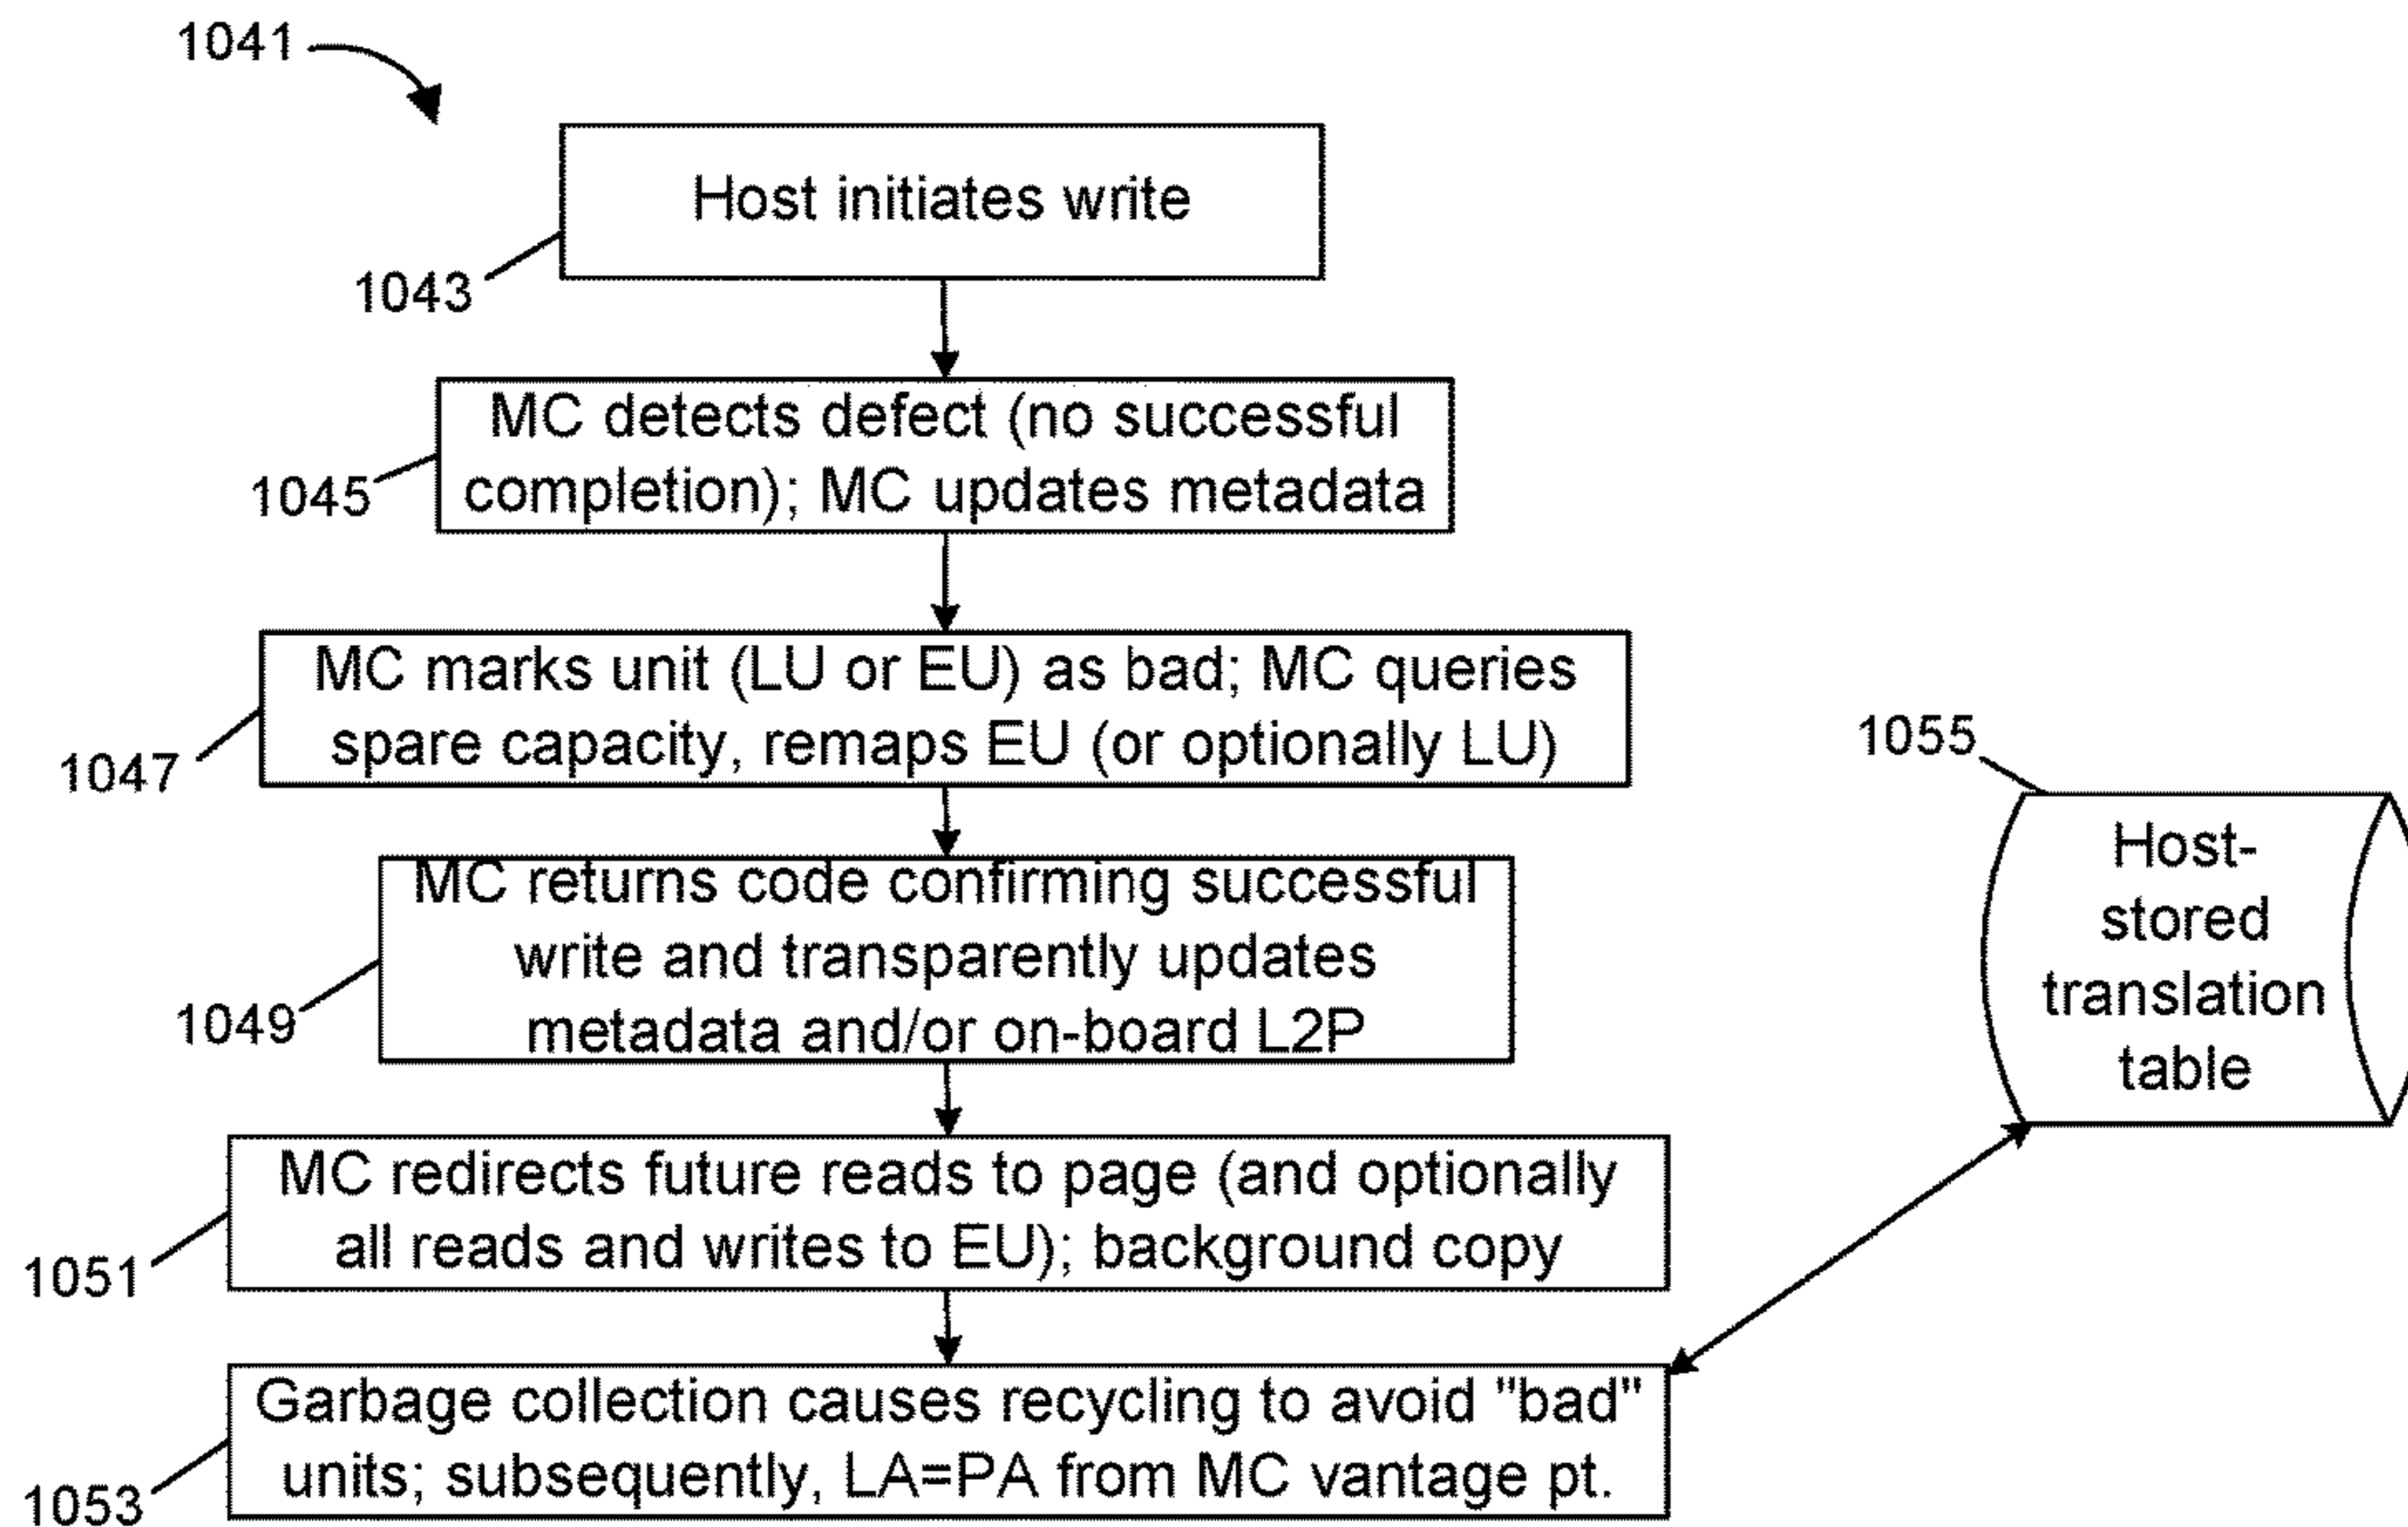 1041
Host initiates write
1043
MC detects defect (no successful
completion); MC updates metadata
1045
MC marks unit (LU or EU) as bad; MC queries
spare capacity, remaps EU (or optionally LU)
1047
MC returns code confirming successful
write and transparently updates
metadata and/or on-board L2P
1049
MC redirects future reads to page (and optionally
all reads and writes to EU); background copy
1051
Garbage collection causes recycling to avoid "bad"
units; subsequently, LA=PA from MC vantage pt.
1053
1055
Host-
stored
translation
table